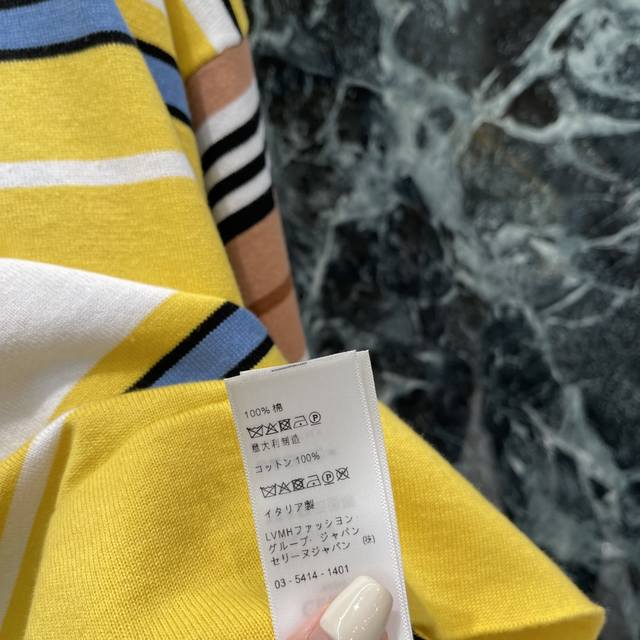 100% 棉
意大利制造
コットン 100%
イタリア製
LVMHファッション
グループ・ジャパン
セリーヌジャパン ㈱
03 - 5414 - 1401